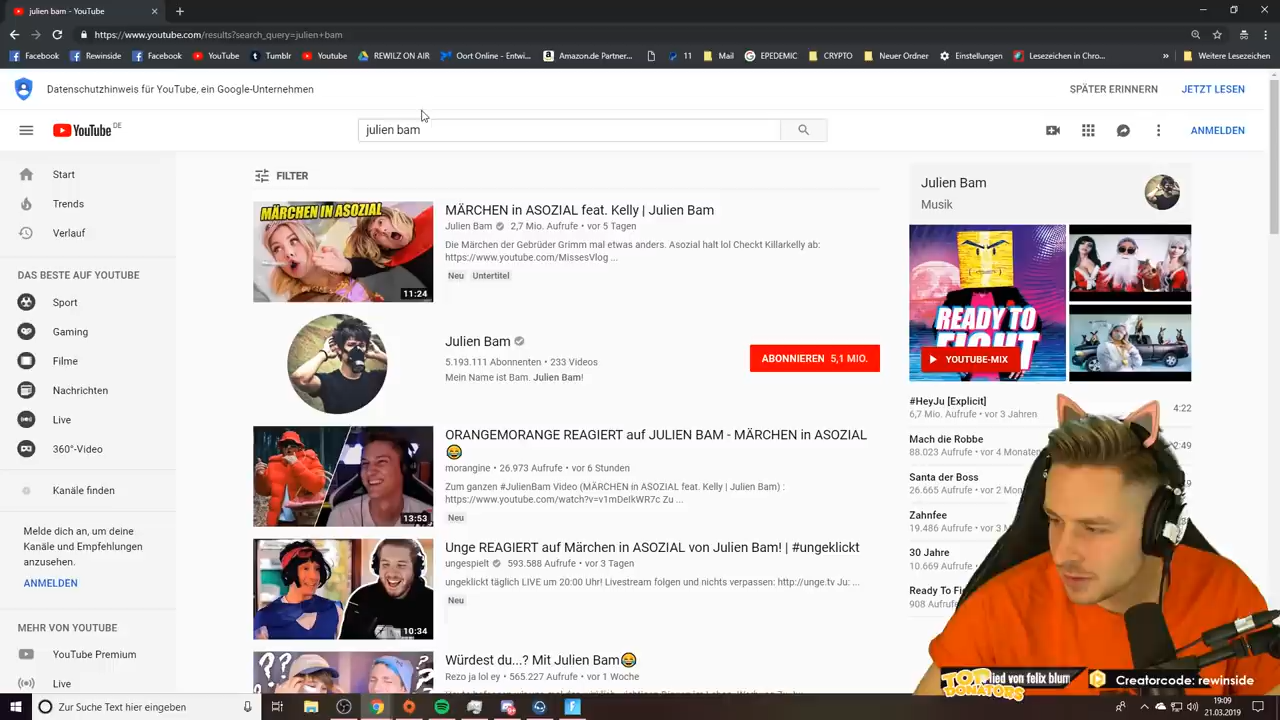 julien bam - YouTube
https://www.youtube.com/results?search_query=julien+bam
Facebook
Rewinside
Facebook
YouTube
Tumblr
Youtube
REWILZ ON AIR
Oort Online - Entwi...
Amazon.de Partner...
11
Mail
EPEDEMIC
CRYPTO
Neuer Ordner
Einstellungen
Lesezeichen in Chro...
»
Weitere Lesezeichen
Datenschutzhinweis für YouTube, ein Google-Unternehmen
SPÄTER ERINNERN
JETZT LESEN
YouTube DE
julien bam
ANMELDEN
Start
Trends
Verlauf
DAS BESTE AUF YOUTUBE
Sport
Gaming
Filme
Nachrichten
Live
360°-Video
Kanäle finden
Melde dich an, um deine
Kanäle und Empfehlungen
anzusehen.
ANMELDEN
MEHR VON YOUTUBE
YouTube Premium
Live
FILTER
MÄRCHEN IN ASOZIAL
11:24
MÄRCHEN in ASOZIAL feat. Kelly | Julien Bam
Julien Bam 2,7 Mio. Aufrufe • vor 5 Tagen
Die Märchen der Gebrüder Grimm mal etwas anders. Asozial halt lol Checkt Killarkelly ab:
https://www.youtube.com/MissesVlog ...
Neu Untertitel
Julien Bam
5.193.111 Abonnenten • 233 Videos
Mein Name ist Bam. Julien Bam!
ABONNIEREN 5,1 MIO.
13:53
ORANGEMORANGE REAGIERT auf JULIEN BAM - MÄRCHEN in ASOZIAL
😂
morangine • 26.973 Aufrufe • vor 6 Stunden
Zum ganzen #JulienBam Video (MÄRCHEN in ASOZIAL feat. Kelly | Julien Bam) :
https://www.youtube.com/watch?v=v1mDeIkWR7c Zu ...
Neu
10:34
Unge REAGIERT auf Märchen in ASOZIAL von Julien Bam! | #ungeklickt
ungespielt 593.588 Aufrufe • vor 3 Tagen
ungeklickt täglich LIVE um 20:00 Uhr! Livestream folgen und nichts verpassen: http://unge.tv Ju: ...
Neu
??
Würdest du...? Mit Julien Bam😂
Rezo ja lol ey • 565.227 Aufrufe • vor 1 Woche
Julien Bam
Musik
READY TO
FIGHT
YOUTUBE-MIX
#HeyJu [Explicit]
6,7 Mio. Aufrufe • vor 3 Jahren
4:22
Mach die Robbe
88.023 Aufrufe • vor 4 Monaten
2:49
Santa der Boss
26.665 Aufrufe • vor 2 Mon
Zahnfee
19.486 Aufrufe • vor 3
30 Jahre
10.669 Aufrufe • vor
Ready To Fi
908 Aufrufe
TOP
DONATORS
lied von felix blum
Creatorcode: rewinside
Zur Suche Text hier eingeben
19:09
21.03.2019